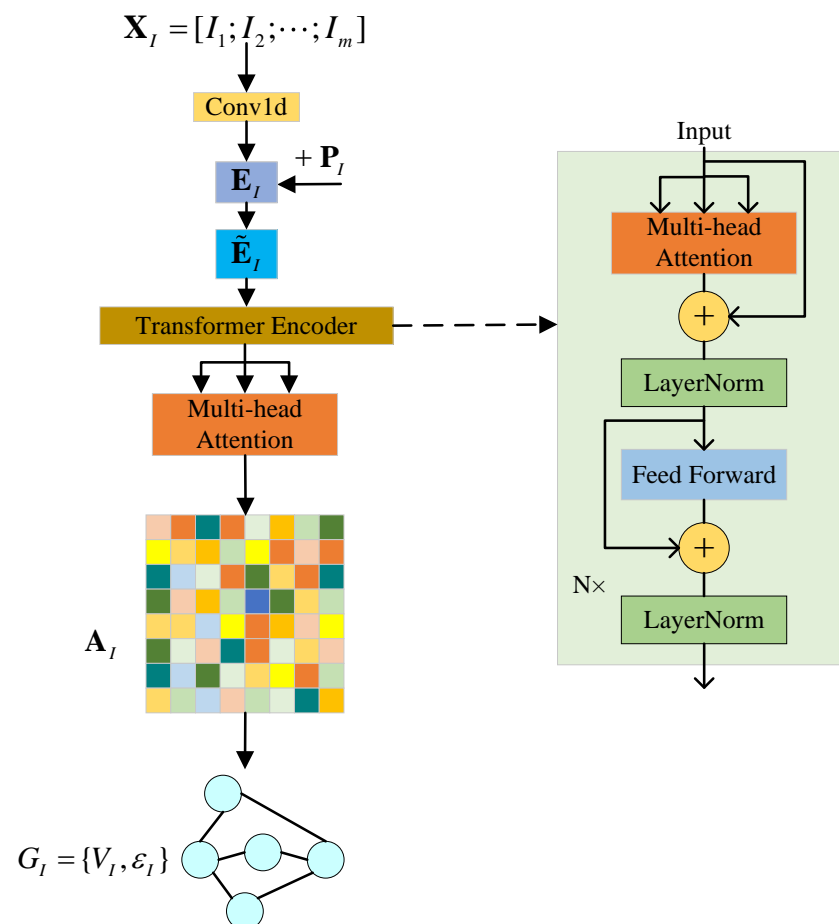 𝐗_I = [I_1; I_2; ⋯; I_m]
Conv1d
+ 𝐏_I
𝐄_I
𝐄̃_I
Transformer Encoder
Multi-head
Attention
𝐀_I
G_I = {V_I, ε_I}
Input
Multi-head
Attention
+
LayerNorm
Feed Forward
+
N×
LayerNorm